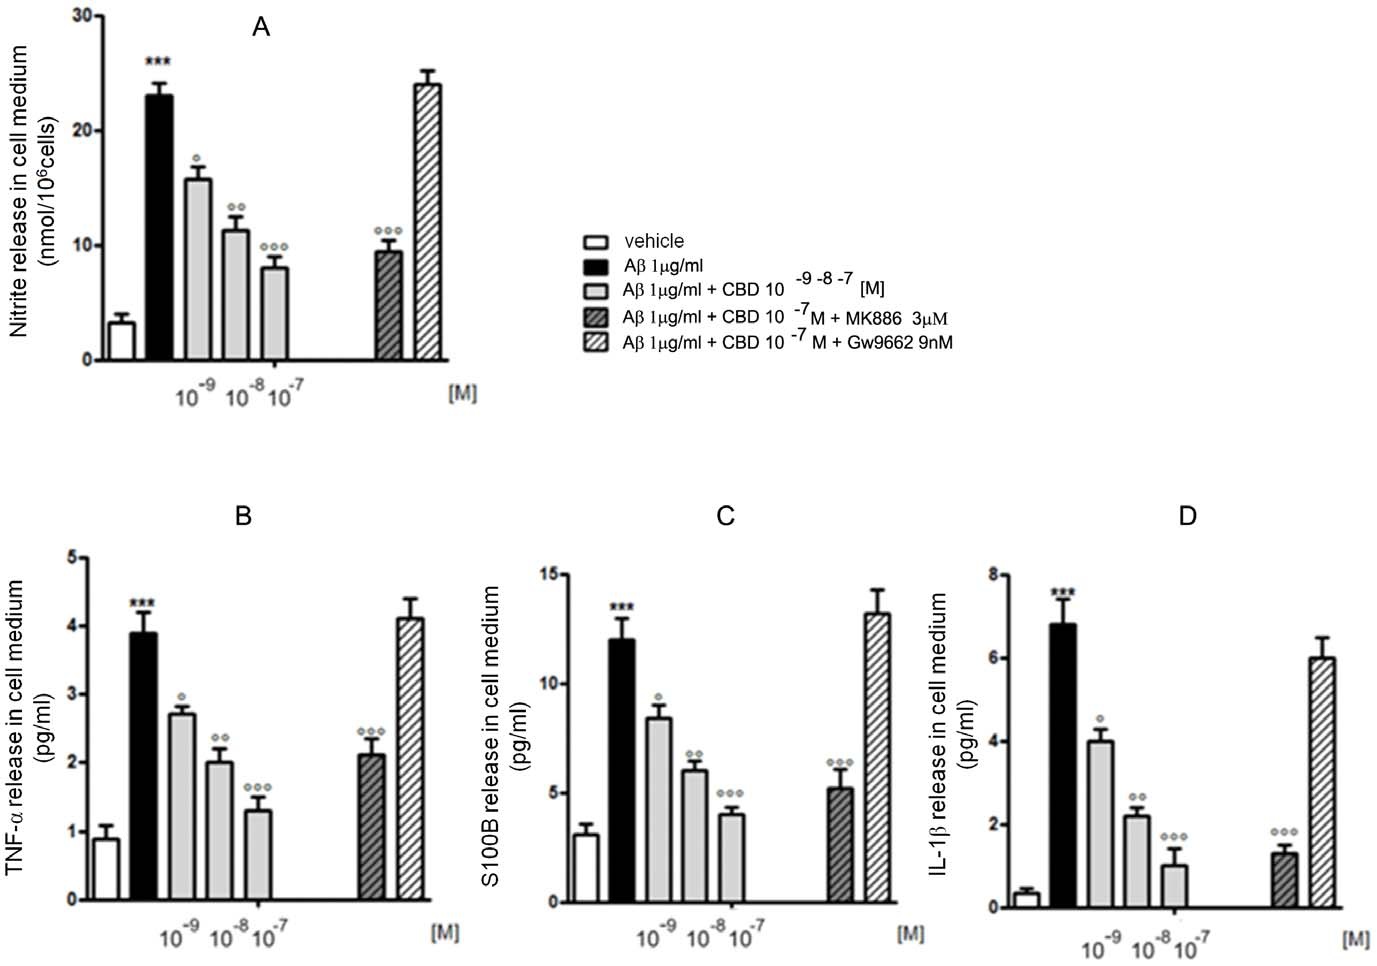 A
Nitrite release in cell medium
(nmol/10⁶cells)
30
20
10
0
***
°
°°
°°°
°°°
10⁻⁹ 10⁻⁸ 10⁻⁷ [M]
vehicle
Aβ 1μg/ml
Aβ 1μg/ml + CBD 10 ⁻⁹ ⁻⁸ ⁻⁷ [M]
Aβ 1μg/ml + CBD 10 ⁻⁷M + MK886 3μM
Aβ 1μg/ml + CBD 10 ⁻⁷ M + Gw9662 9nM
B
TNF-α release in cell medium
(pg/ml)
5
4
3
2
1
0
***
°
°°
°°°
°°°
10⁻⁹ 10⁻⁸ 10⁻⁷ [M]
C
S100B release in cell medium
(pg/ml)
15
10
5
0
***
°
°°
°°°
°°°
10⁻⁹ 10⁻⁸ 10⁻⁷ [M]
D
IL-1β release in cell medium
(pg/ml)
8
6
4
2
0
***
°
°°
°°°
°°°
10⁻⁹ 10⁻⁸ 10⁻⁷ [M]